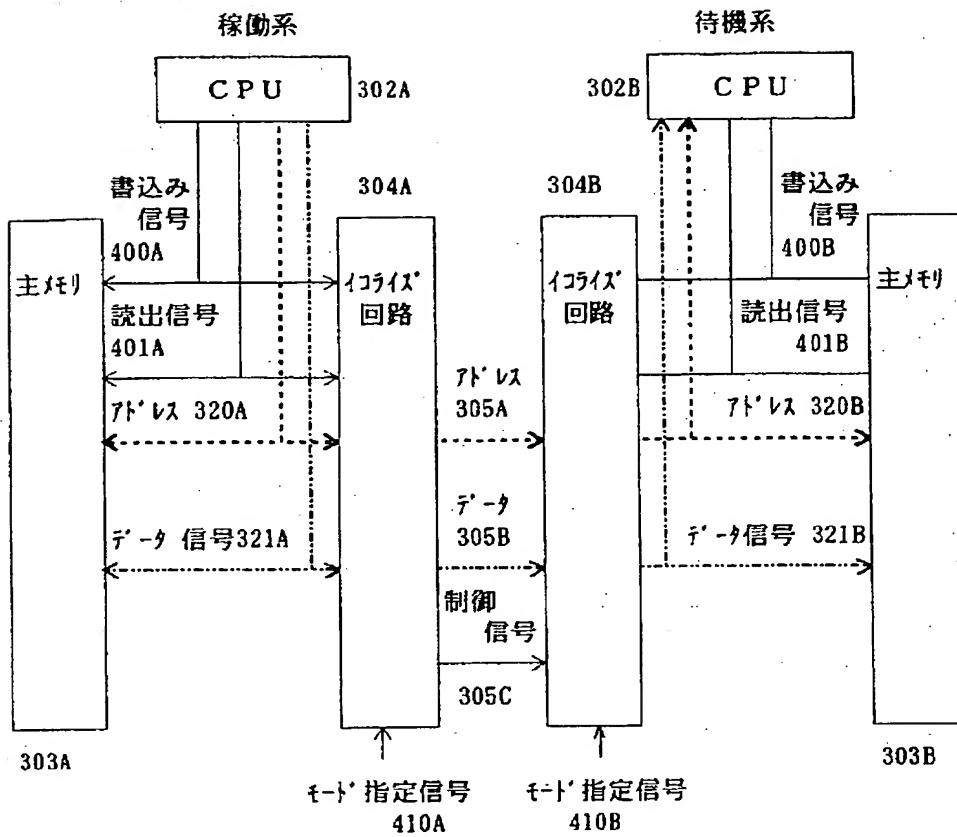 稼働系
待機系
CPU
302A
302B
CPU
304A
304B
書込み
信号
400A
書込み
信号
400B
主メモリ
イコライズ
回路
イコライズ
回路
主メモリ
読出信号
401A
読出信号
401B
アドレス
305A
アドレス 320A
アドレス 320B
データ
305B
データ 信号321A
データ信号 321B
制御
信号
305C
303A
303B
モード指定信号
410A
モード指定信号
410B